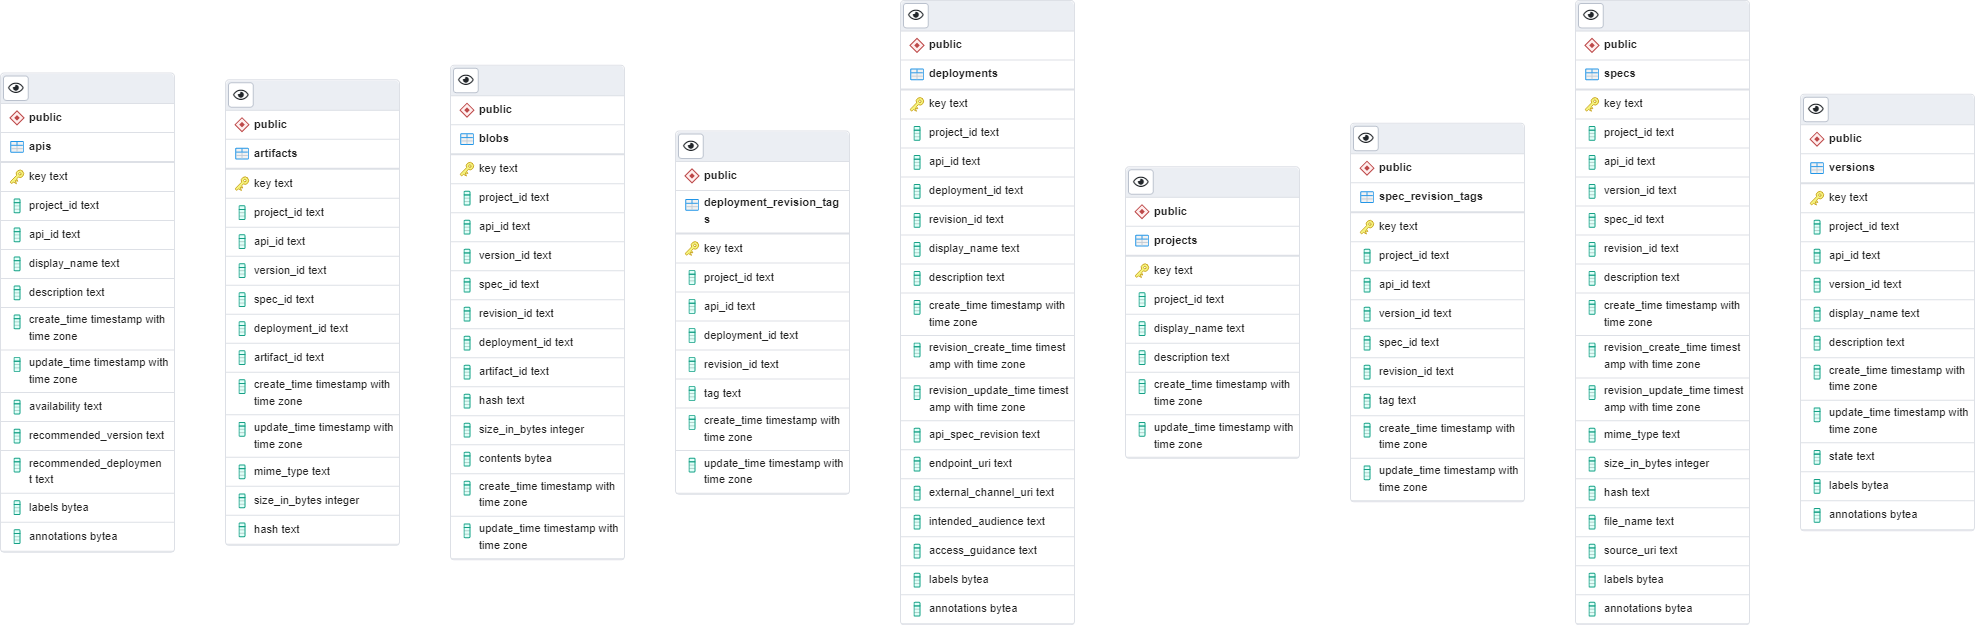 public
apis
key text
project_id text
api_id text
display_name text
description text
create_time timestamp with
time zone
update_time timestamp with
time zone
availability text
recommended_version text
recommended_deploymen
t text
labels bytea
annotations bytea
public
artifacts
key text
project_id text
api_id text
version_id text
spec_id text
deployment_id text
artifact_id text
create_time timestamp with
time zone
update_time timestamp with
time zone
mime_type text
size_in_bytes integer
hash text
public
blobs
key text
project_id text
api_id text
version_id text
spec_id text
revision_id text
deployment_id text
artifact_id text
hash text
size_in_bytes integer
contents bytea
create_time timestamp with
time zone
update_time timestamp with
time zone
public
deployment_revision_tag
s
key text
project_id text
api_id text
deployment_id text
revision_id text
tag text
create_time timestamp with
time zone
update_time timestamp with
time zone
public
deployments
key text
project_id text
api_id text
deployment_id text
revision_id text
display_name text
description text
create_time timestamp with
time zone
revision_create_time timest
amp with time zone
revision_update_time timest
amp with time zone
api_spec_revision text
endpoint_uri text
external_channel_uri text
intended_audience text
access_guidance text
labels bytea
annotations bytea
public
projects
key text
project_id text
display_name text
description text
create_time timestamp with
time zone
update_time timestamp with
time zone
public
spec_revision_tags
key text
project_id text
api_id text
version_id text
spec_id text
revision_id text
tag text
create_time timestamp with
time zone
update_time timestamp with
time zone
public
specs
key text
project_id text
api_id text
version_id text
spec_id text
revision_id text
description text
create_time timestamp with
time zone
revision_create_time timest
amp with time zone
revision_update_time timest
amp with time zone
mime_type text
size_in_bytes integer
hash text
file_name text
source_uri text
labels bytea
annotations bytea
public
versions
key text
project_id text
api_id text
version_id text
display_name text
description text
create_time timestamp with
time zone
update_time timestamp with
time zone
state text
labels bytea
annotations bytea